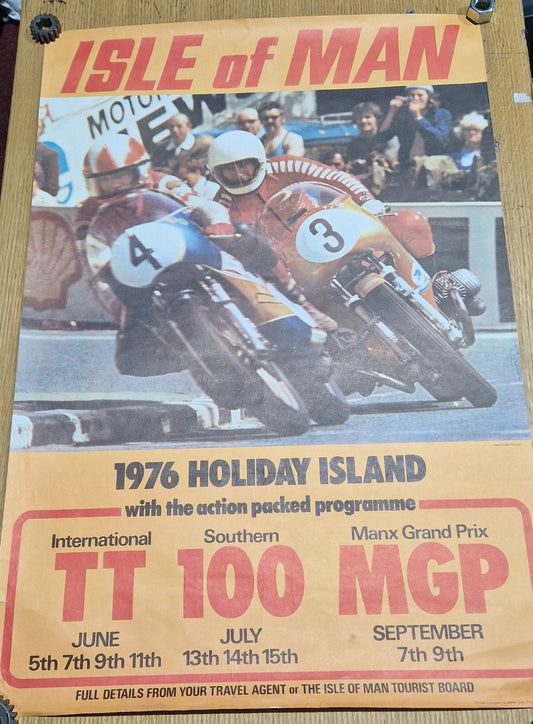 ISLE of MAN
MOTOR
4
3
1976 HOLIDAY ISLAND
with the action packed programme
International
TT
JUNE
5th 7th 9th 11th
Southern
100
JULY
13th 14th 15th
Manx Grand Prix
MGP
SEPTEMBER
7th 9th
FULL DETAILS FROM YOUR TRAVEL AGENT or THE ISLE OF MAN TOURIST BOARD